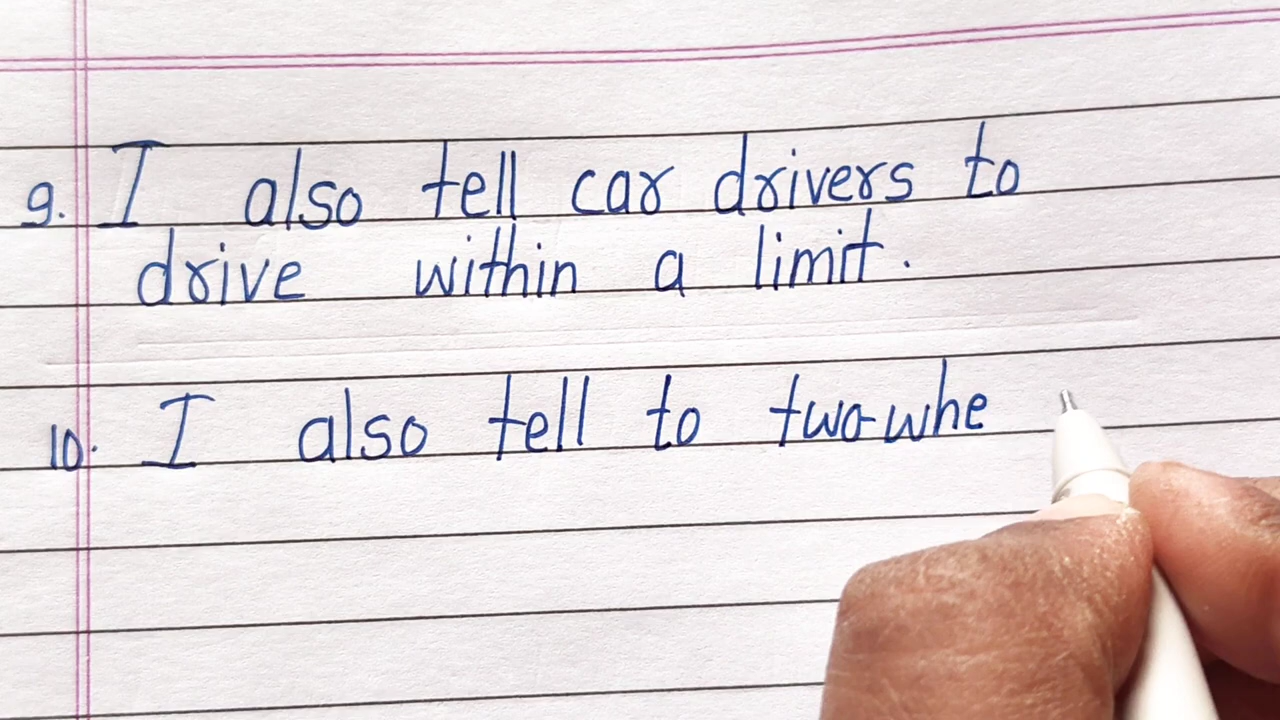 9. I also tell car drivers to
drive within a limit.
10. I also tell to two-whe